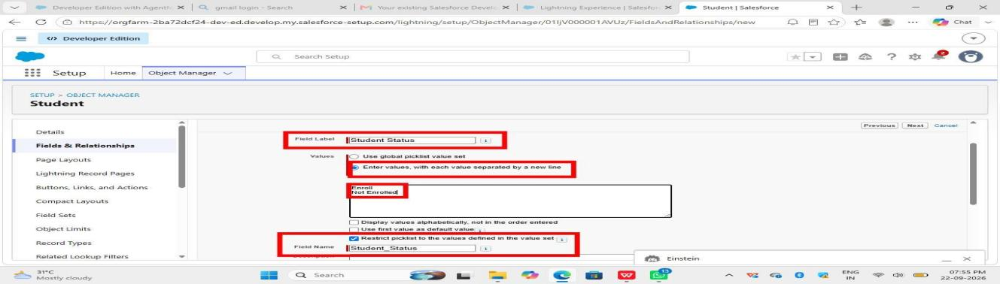 Developer Edition with Agentfo
gmail login - Search
Your existing Salesforce Develo
Lightning Experience | Salesforc
Student | Salesforce
https://orgfarm-2ba72dcf24-dev-ed.develop.my.salesforce-setup.com/lightning/setup/ObjectManager/01IjV000001AVUz/FieldsAndRelationships/new
Chat
</> Developer Edition
Search Setup
2
Setup Home Object Manager
SETUP > OBJECT MANAGER
Student
Details
Fields & Relationships
Page Layouts
Lightning Record Pages
Buttons, Links, and Actions
Compact Layouts
Field Sets
Object Limits
Record Types
Related Lookup Filters
Previous Next Cancel
Field Label Student Status
Values Use global picklist value set
Enter values, with each value separated by a new line
Enroll
Not Enrolled
Display values alphabetically, not in the order entered
Use first value as default value
Restrict picklist to the values defined in the value set
Field Name Student_Status
Einstein
31°C
Mostly cloudy
Search
13
ENG
IN
07:55 PM
22-09-2026